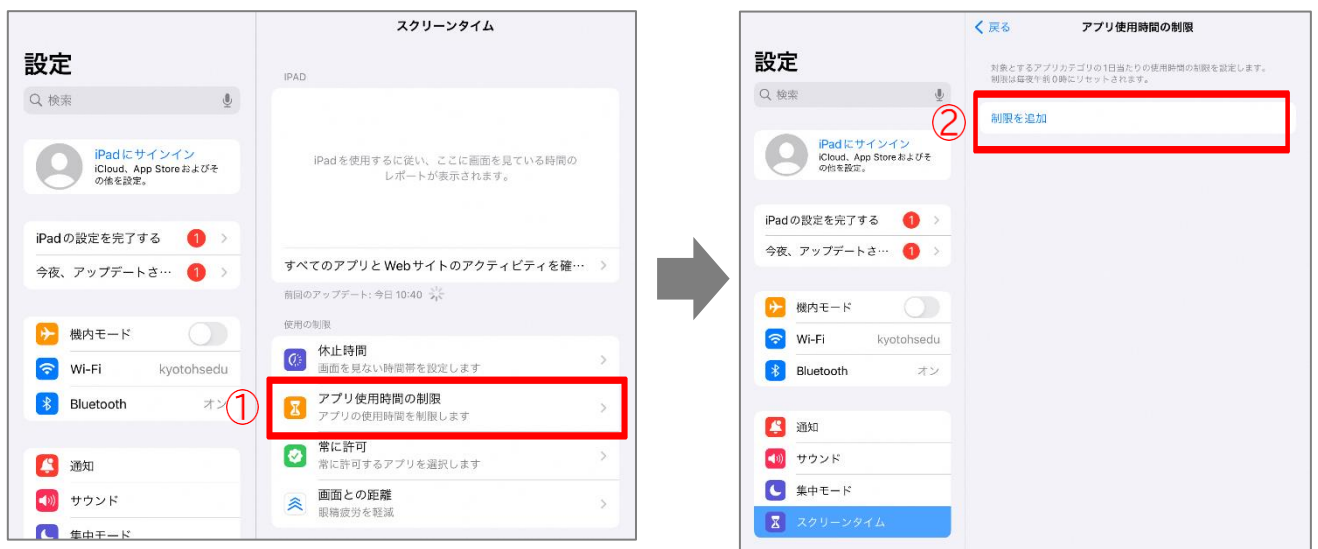 スクリーンタイム
設定
検索
iPadにサインイン
iCloud、App Storeおよびそ
の他を設定。
iPadの設定を完了する 1
今夜、アップデートさ… 1
機内モード
Wi-Fi kyotohsedu
Bluetooth オン
通知
サウンド
集中モード
IPAD
iPadを使用するに従い、ここに画面を見ている時間の
レポートが表示されます。
すべてのアプリとWebサイトのアクティビティを確…
前回のアップデート: 今日 10:40
使用の制限
休止時間
画面を見ない時間帯を設定します
①
アプリ使用時間の制限
アプリの使用時間を制限します
常に許可
常に許可するアプリを選択します
画面との距離
眼精疲労を軽減
戻る
アプリ使用時間の制限
設定
検索
iPadにサインイン
iCloud、App Storeおよびそ
の他を設定。
iPadの設定を完了する 1
今夜、アップデートさ… 1
機内モード
Wi-Fi kyotohsedu
Bluetooth オン
通知
サウンド
集中モード
スクリーンタイム
対象とするアプリカテゴリの1日当たりの使用時間の制限を設定します。
制限は毎夜午前0時にリセットされます。
②
制限を追加